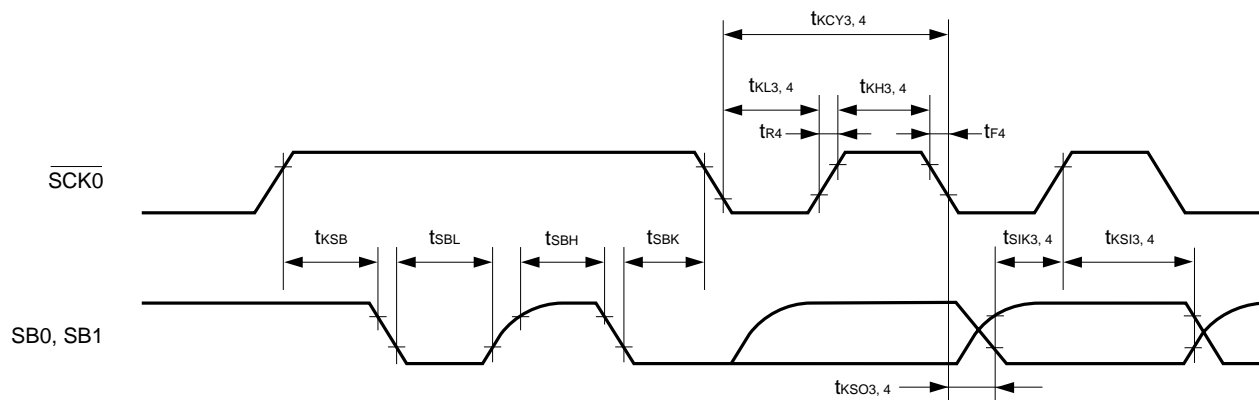 tKCY3, 4
tKL3, 4 tKH3, 4
tR4 tF4
SCK0
tKSB tSBL tSBH tSBK tSIK3, 4 tKSI3, 4
SB0, SB1
tKSO3, 4